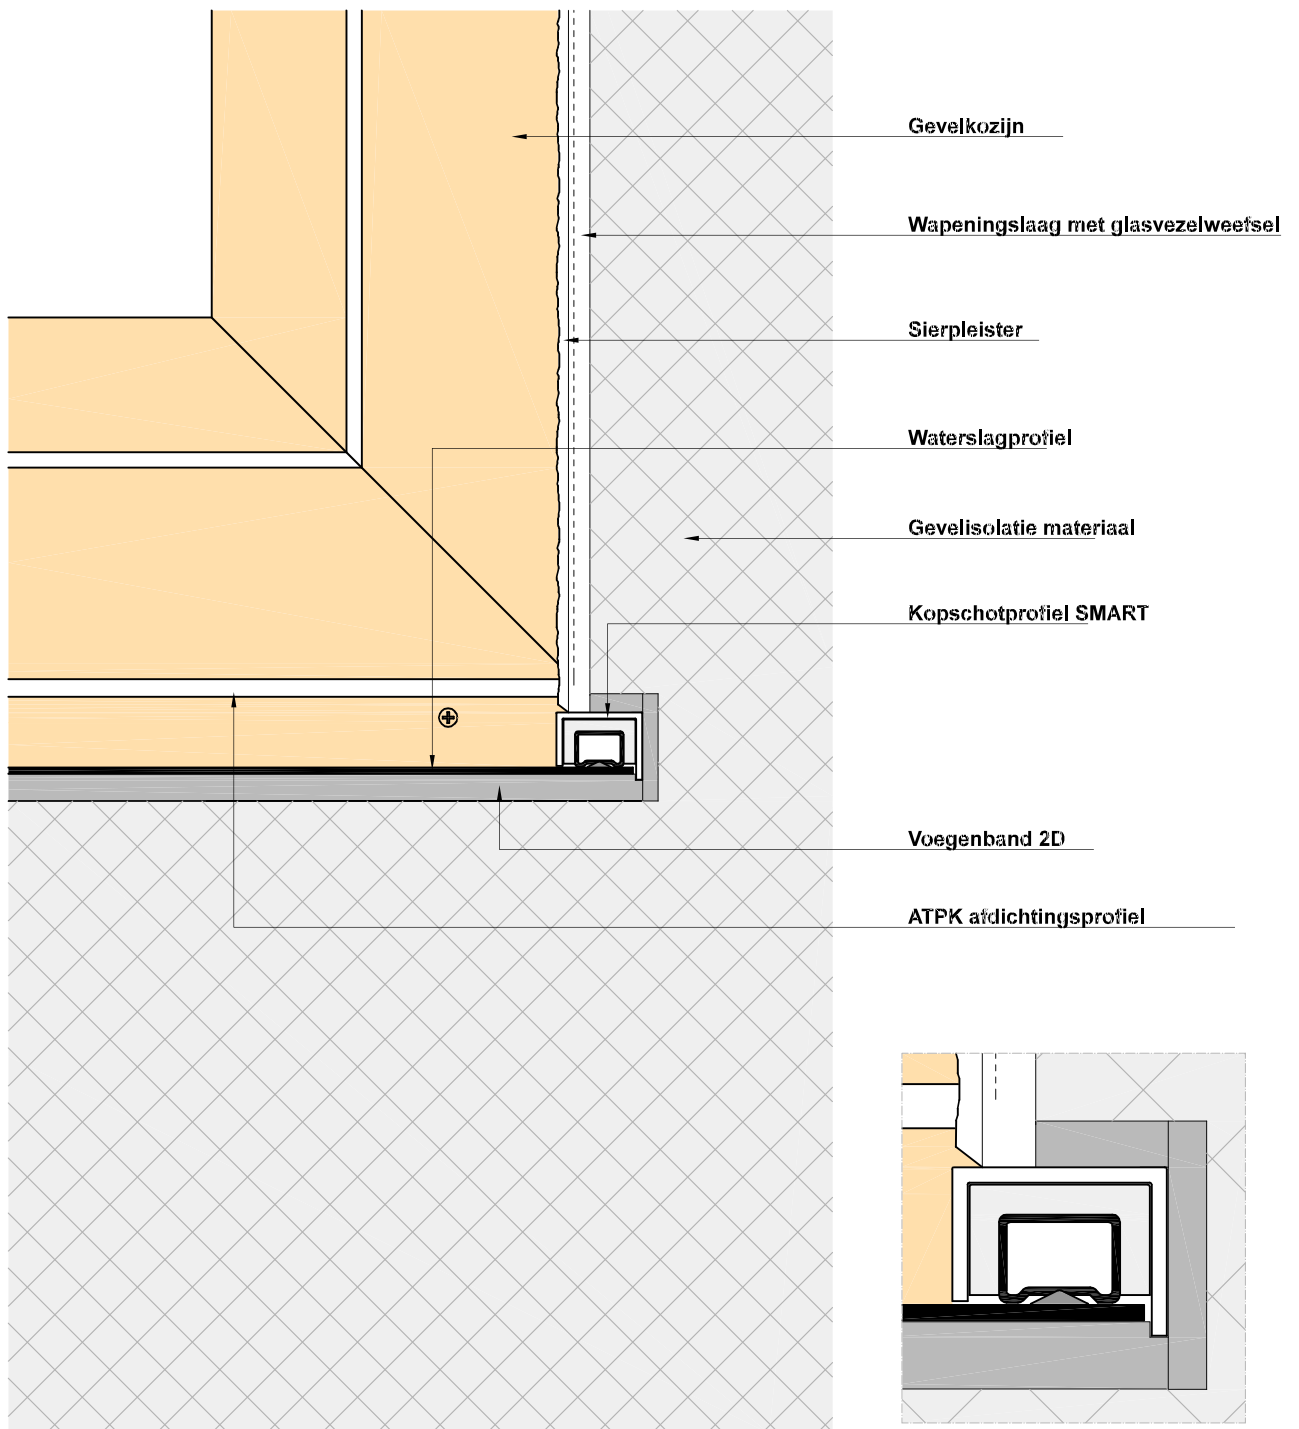 Gevelkozijn
Wapeningslaag met glasvezelweefsel
Sierpleister
Waterslagprofiel
Gevelisolatie materiaal
Kopschotprofiel SMART
Voegenband 2D
ATPK afdichtingsprofiel